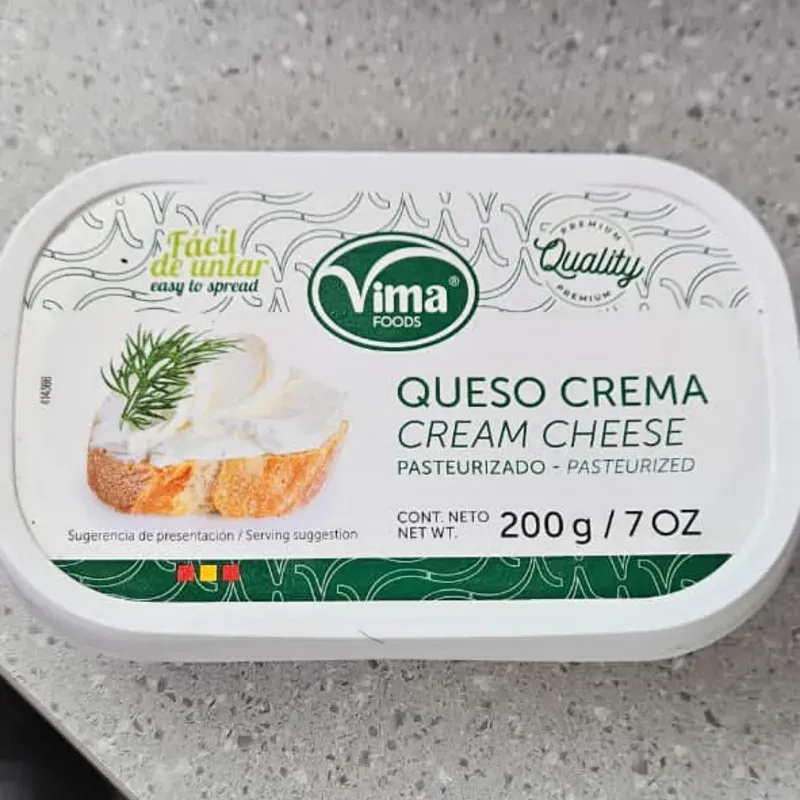 Fácil
de untar
easy to spread
Vima®
FOODS
PREMIUM
Quality
PREMIUM
QUESO CREMA
CREAM CHEESE
PASTEURIZADO - PASTEURIZED
CONT. NETO
NET WT.
200 g / 7 OZ
Sugerencia de presentación / Serving suggestion